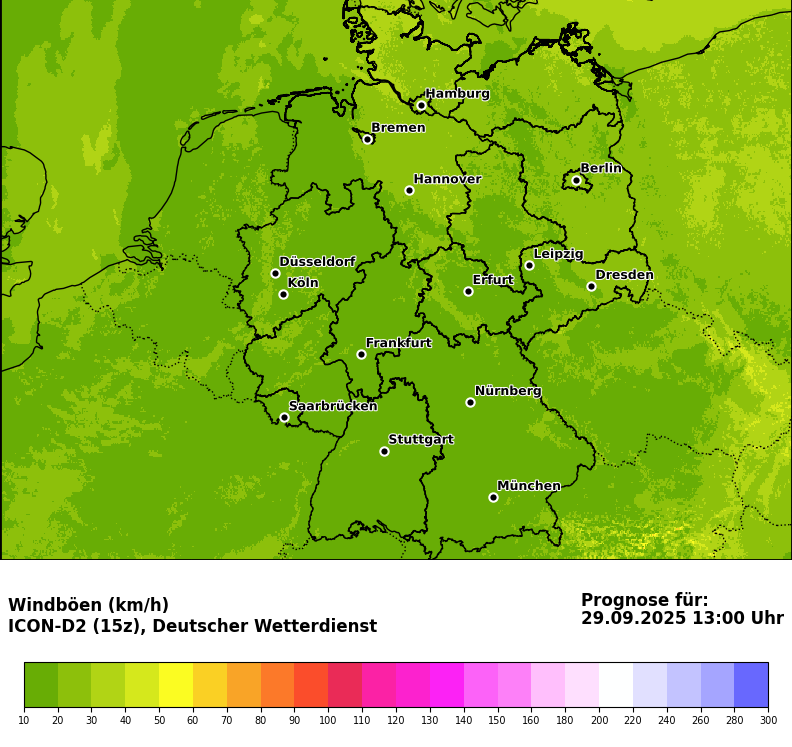 Hamburg
Bremen
Berlin
Hannover
Leipzig
Düsseldorf
Dresden
Köln
Erfurt
Frankfurt
Nürnberg
Saarbrücken
Stuttgart
München
Windböen (km/h)
ICON-D2 (15z), Deutscher Wetterdienst
Prognose für:
29.09.2025 13:00 Uhr
10 20 30 40 50 60 70 80 90 100 110 120 130 140 150 160 180 200 220 240 260 280 300